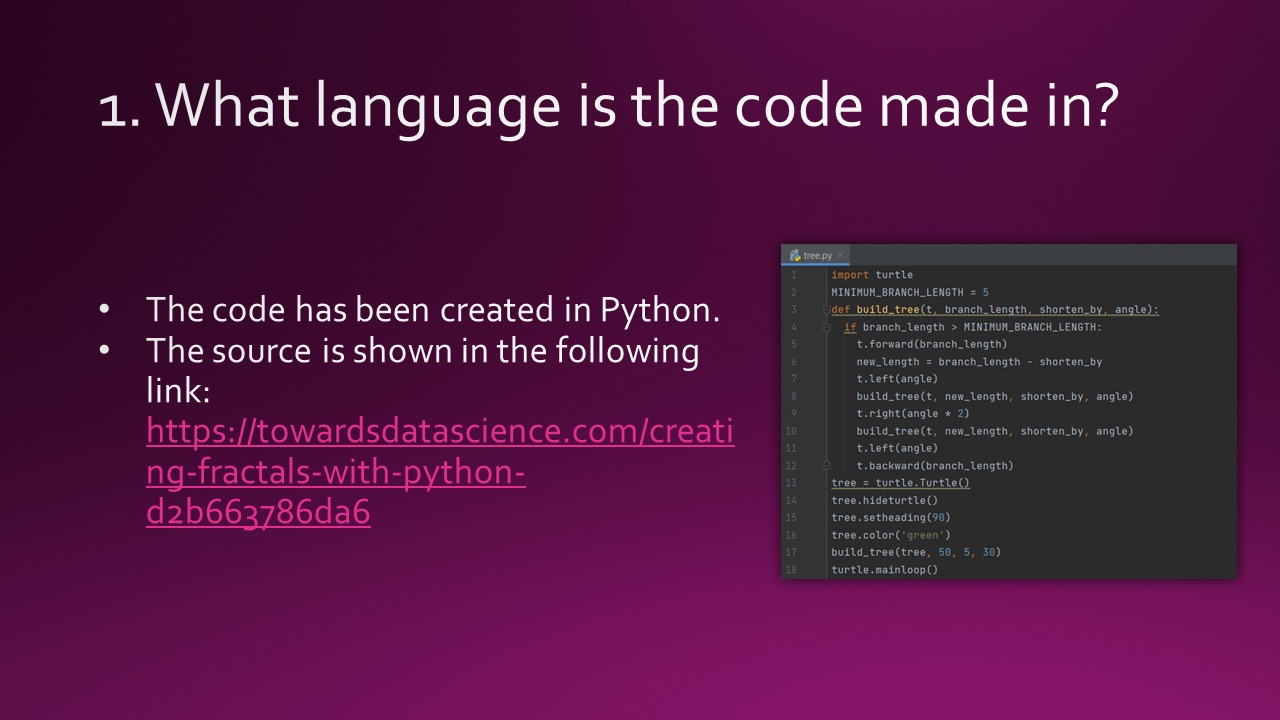 1. What language is the code made in?
• The code has been created in Python.
• The source is shown in the following
link:
https://towardsdatascience.com/creati
ng-fractals-with-python-
d2b663786da6
tree.py
1 import turtle
2 MINIMUM_BRANCH_LENGTH = 5
3 def build_tree(t, branch_length, shorten_by, angle):
4   if branch_length > MINIMUM_BRANCH_LENGTH:
5     t.forward(branch_length)
6     new_length = branch_length - shorten_by
7     t.left(angle)
8     build_tree(t, new_length, shorten_by, angle)
9     t.right(angle * 2)
10     build_tree(t, new_length, shorten_by, angle)
11     t.left(angle)
12     t.backward(branch_length)
13 tree = turtle.Turtle()
14 tree.hideturtle()
15 tree.setheading(90)
16 tree.color('green')
17 build_tree(tree, 50, 5, 30)
18 turtle.mainloop()